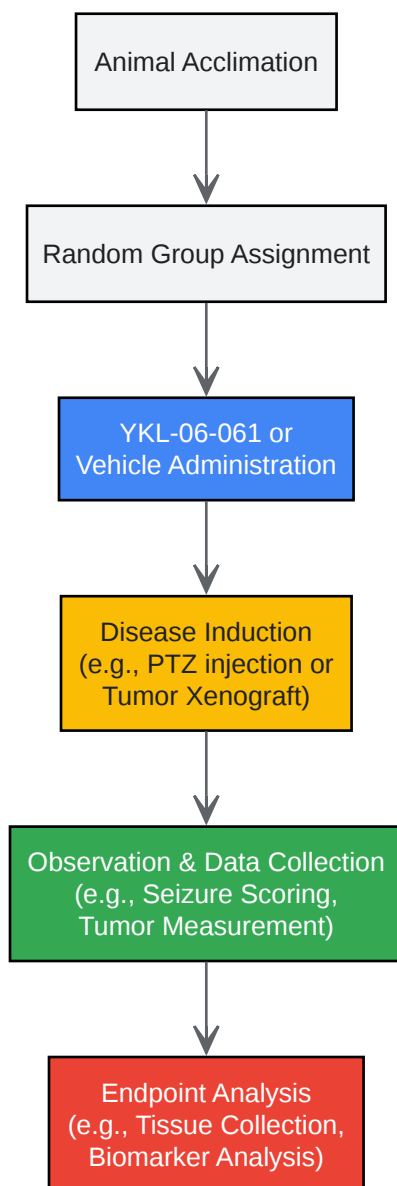 Animal Acclimation
Random Group Assignment
YKL-06-061 or
Vehicle Administration
Disease Induction
(e.g., PTZ injection or
Tumor Xenograft)
Observation & Data Collection
(e.g., Seizure Scoring,
Tumor Measurement)
Endpoint Analysis
(e.g., Tissue Collection,
Biomarker Analysis)